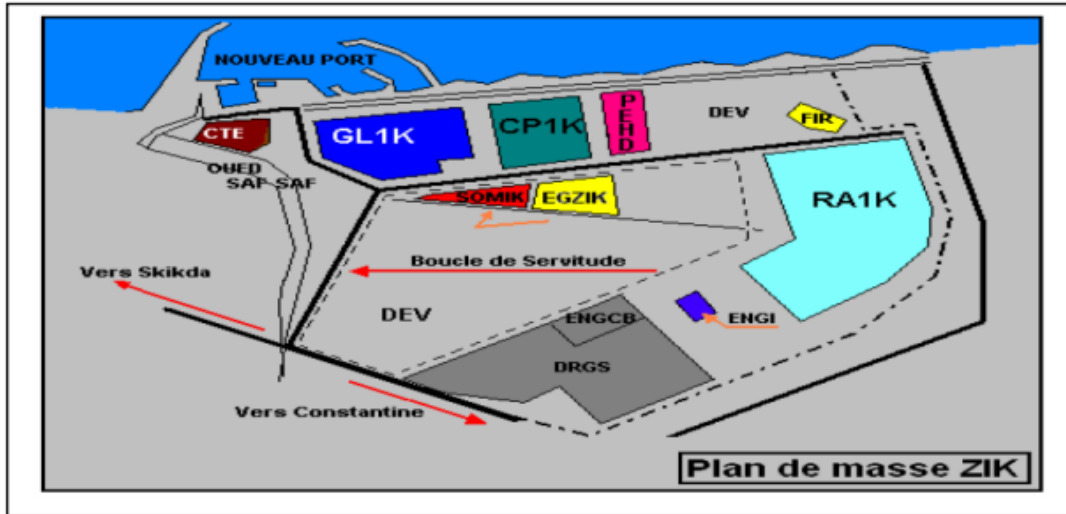 NOUVEAU PORT
CTE
GL1K
CP1K
PEHD
DEV
FIR
OUED
SAF SAF
SOMIK
EGZIK
RA1K
Vers Skikda
Boucle de Servitude
DEV
ENGCB
ENGI
DRGS
Vers Constantine
Plan de masse ZIK